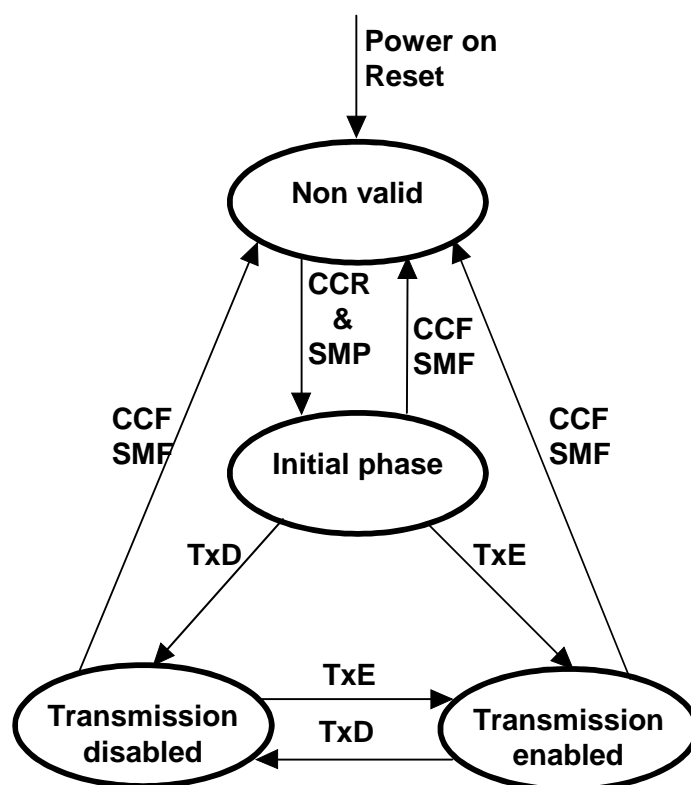 Power on
Reset
Non valid
CCR
&
SMP
CCF
SMF
CCF
SMF
CCF
SMF
Initial phase
TxD
TxE
TxE
Transmission
disabled
TxD
Transmission
enabled